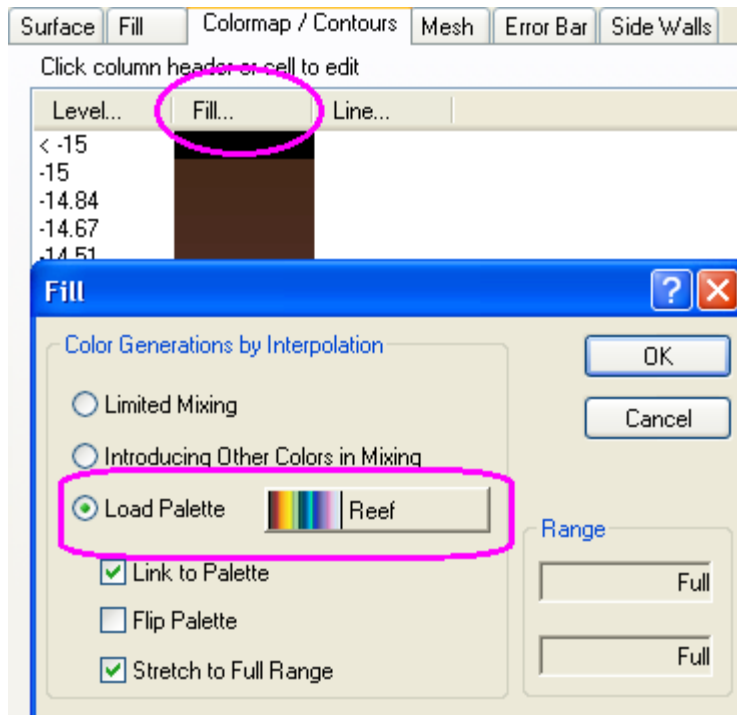 Surface Fill Colormap / Contours Mesh Error Bar Side Walls
Click column header or cell to edit
Level... Fill... Line...
< -15
-15
-14.84
-14.67
-14.51
Fill
Color Generations by Interpolation
OK
Limited Mixing
Cancel
Introducing Other Colors in Mixing
Load Palette Reef
Range
Link to Palette
Full
Flip Palette
Stretch to Full Range
Full